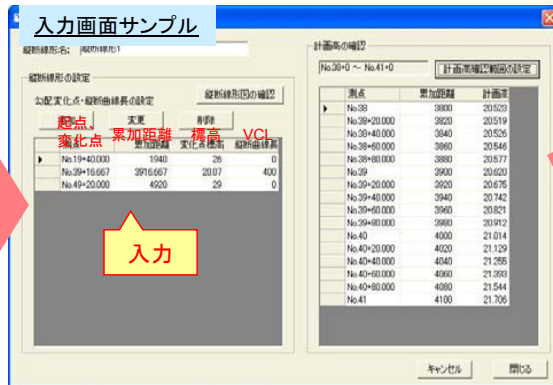 入力画面サンプル
縦断線形名: 縦断線形1
縦断線形の設定
勾配変化点・縦断曲線長の設定
縦断線形図の確認
変更 削除
起点、
変化点 累加距離 標高 VCL
測点 累加距離 変化点標高 縦断曲線長
No.19+40.000 1940 26 0
No.39+16.667 3916.667 20.07 400
No.49+20.000 4920 29 0
入力
計画高の確認
No.38+0 ～ No.41+0
計画高確認範囲の設定
測点 累加距離 計画高
No.38 3800 20.523
No.38+20.000 3820 20.519
No.38+40.000 3840 20.526
No.38+60.000 3860 20.546
No.38+80.000 3880 20.577
No.39 3900 20.620
No.39+20.000 3920 20.675
No.39+40.000 3940 20.742
No.39+60.000 3960 20.821
No.39+80.000 3980 20.912
No.40 4000 21.014
No.40+20.000 4020 21.129
No.40+40.000 4040 21.255
No.40+60.000 4060 21.393
No.40+80.000 4080 21.544
No.41 4100 21.706
キャンセル 閉じる